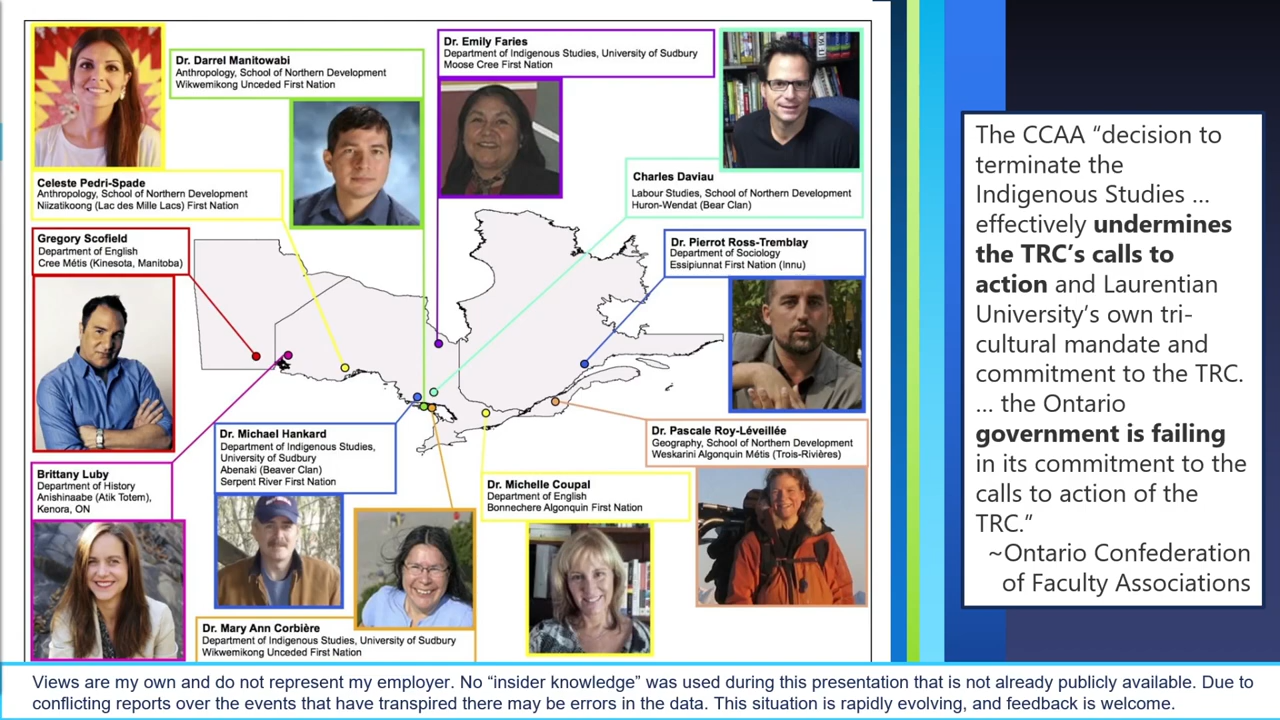 Dr. Darrel Manitowabi
Anthropology, School of Northern Development
Wikwemikong Unceded First Nation
Dr. Emily Faries
Department of Indigenous Studies, University of Sudbury
Moose Cree First Nation
Celeste Pedri-Spade
Anthropology, School of Northern Development
Niizatikoong (Lac des Mille Lacs) First Nation
Charles Daviau
Labour Studies, School of Northern Development
Huron-Wendat (Bear Clan)
Gregory Scofield
Department of English
Cree Métis (Kinesota, Manitoba)
Dr. Pierrot Ross-Tremblay
Department of Sociology
Essipiunnat First Nation (Innu)
Dr. Michael Hankard
Department of Indigenous Studies,
University of Sudbury
Abenaki (Beaver Clan)
Serpent River First Nation
Dr. Pascale Roy-Léveillée
Geography, School of Northern Development
Weskarini Algonquin Métis (Trois-Rivières)
Brittany Luby
Department of History
Anishinaabe (Atik Totem),
Kenora, ON
Dr. Michelle Coupal
Department of English
Bonnechere Algonquin First Nation
Dr. Mary Ann Corbière
Department of Indigenous Studies, University of Sudbury
Wikwemikong Unceded First Nation
The CCAA “decision to
terminate the
Indigenous Studies ...
effectively undermines
the TRC’s calls to
action and Laurentian
University’s own tri-
cultural mandate and
commitment to the TRC.
... the Ontario
government is failing
in its commitment to the
calls to action of the
TRC.”
~Ontario Confederation
of Faculty Associations
Views are my own and do not represent my employer. No “insider knowledge” was used during this presentation that is not already publicly available. Due to
conflicting reports over the events that have transpired there may be errors in the data. This situation is rapidly evolving, and feedback is welcome.